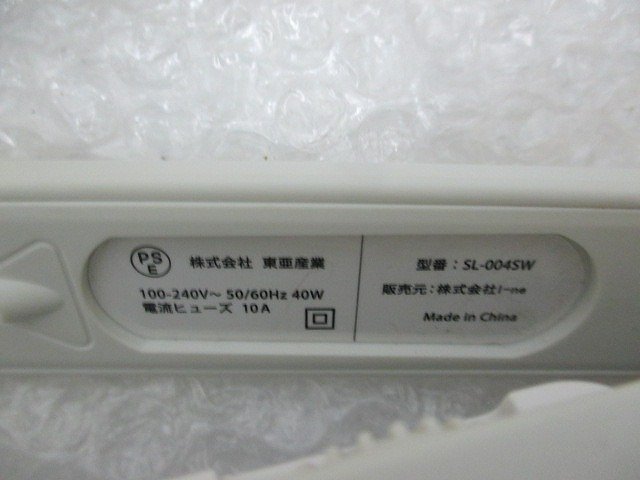 PS
E
株式会社 東亜産業
100-240V～ 50/60Hz 40W
電流ヒューズ 10A
型番：SL-004SW
販売元：株式会社I-ne
Made in China